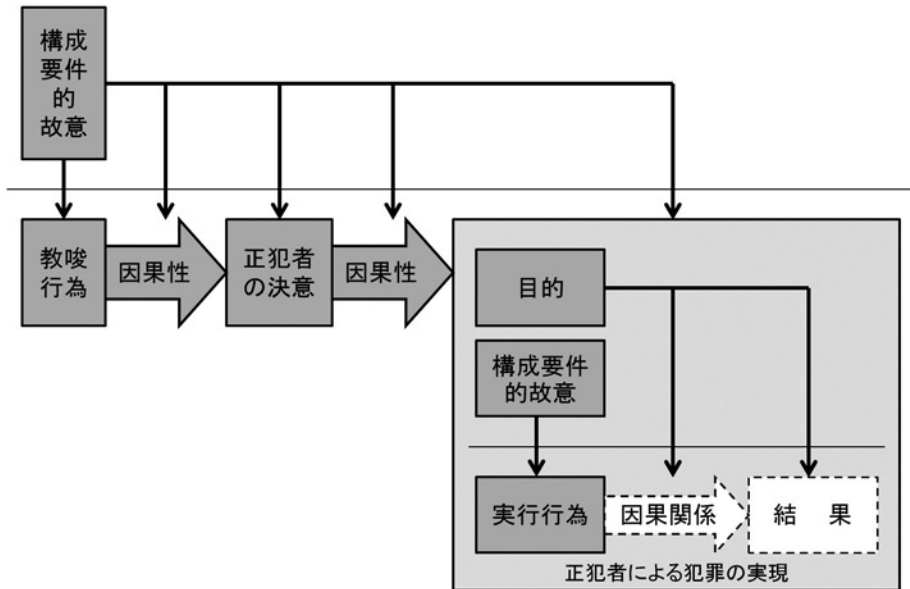 構成
要件
的
故意
教唆
行為
因果性
正犯者
の決意
因果性
目的
構成要件
的故意
実行行為
因果関係
結　果
正犯者による犯罪の実現